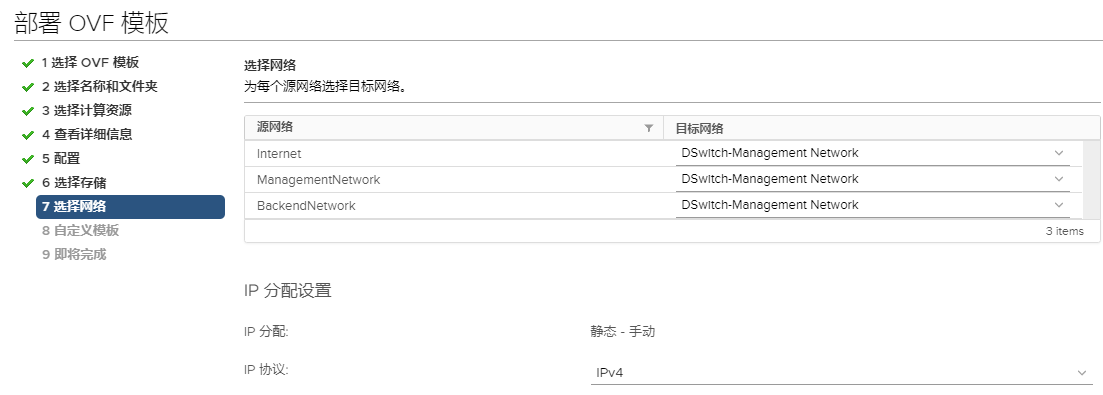 部署 OVF 模板
1 选择 OVF 模板
2 选择名称和文件夹
3 选择计算资源
4 查看详细信息
5 配置
6 选择存储
7 选择网络
8 自定义模板
9 即将完成
选择网络
为每个源网络选择目标网络。
源网络 目标网络
Internet DSwitch-Management Network
ManagementNetwork DSwitch-Management Network
BackendNetwork DSwitch-Management Network
3 items
IP 分配设置
IP 分配: 静态 - 手动
IP 协议: IPv4